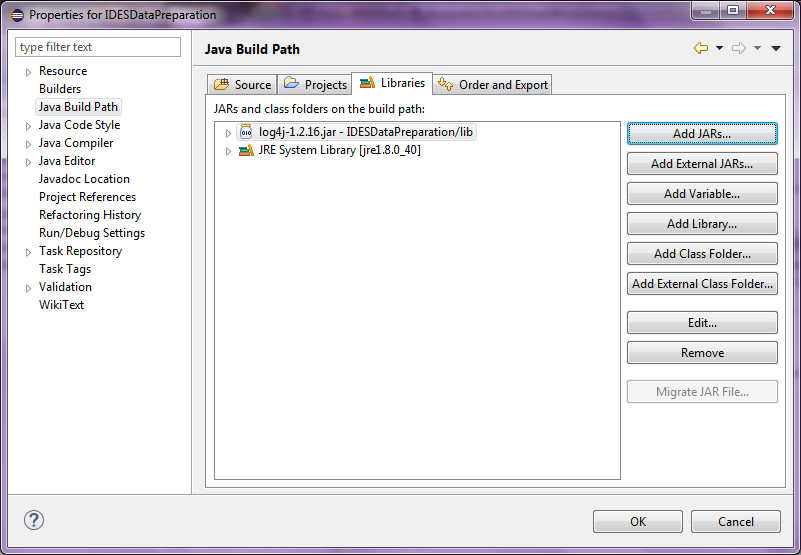 Properties for IDESDataPreparation
type filter text
Resource
Builders
Java Build Path
Java Code Style
Java Compiler
Java Editor
Javadoc Location
Project References
Refactoring History
Run/Debug Settings
Task Repository
Task Tags
Validation
WikiText
Java Build Path
Source Projects Libraries Order and Export
JARs and class folders on the build path:
010 log4j-1.2.16.jar - IDESDataPreparation/lib
JRE System Library [jre1.8.0_40]
Add JARs...
Add External JARs...
Add Variable...
Add Library...
Add Class Folder...
Add External Class Folder...
Edit...
Remove
Migrate JAR File...
?
OK Cancel